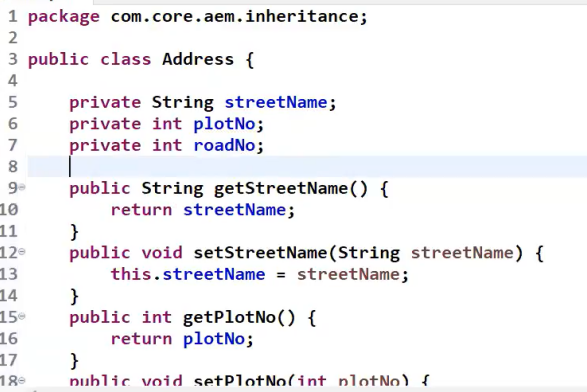 1 package com.core.aem.inheritance;
2
3 public class Address {
4
5     private String streetName;
6     private int plotNo;
7     private int roadNo;
8
9     public String getStreetName() {
10         return streetName;
11     }
12     public void setStreetName(String streetName) {
13         this.streetName = streetName;
14     }
15     public int getPlotNo() {
16         return plotNo;
17     }
18     public void setPlotNo(int plotNo) {